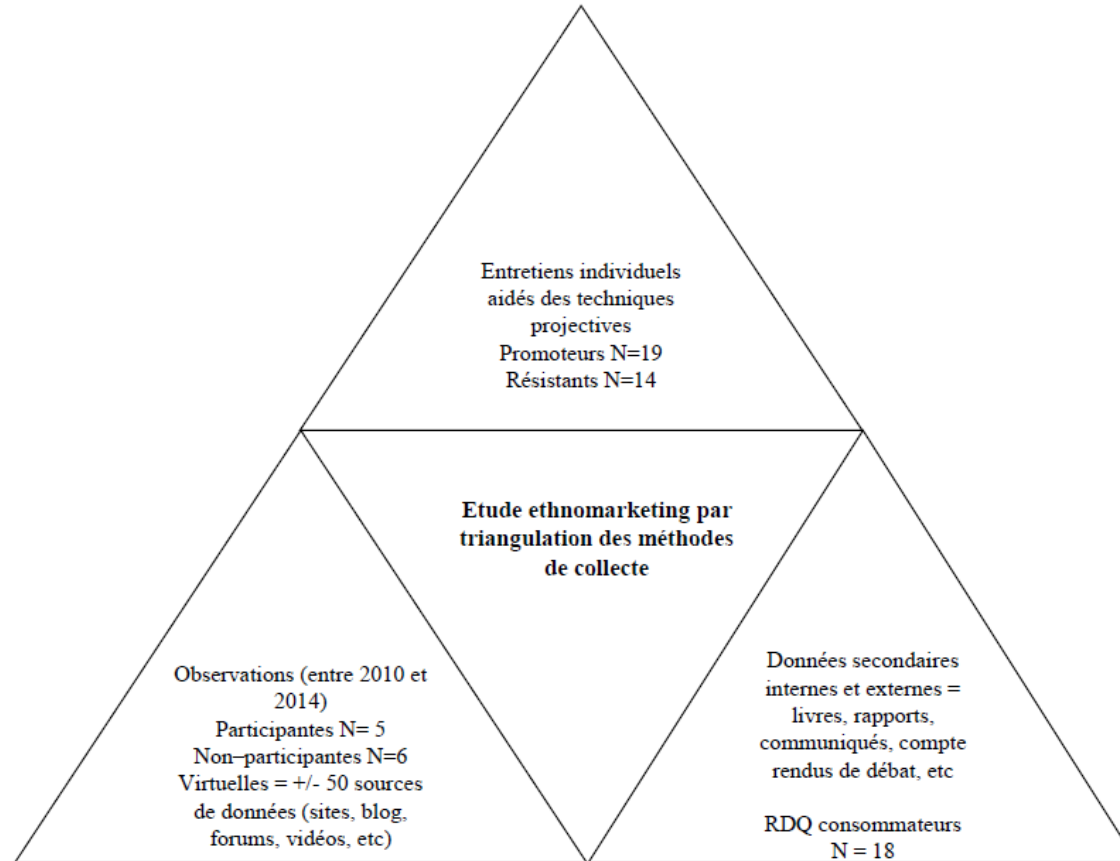 Entretiens individuels
aidés des techniques
projectives
Promoteurs N=19
Résistants N=14
Etude ethnomarketing par
triangulation des méthodes
de collecte
Observations (entre 2010 et
2014)
Participantes N= 5
Non–participantes N=6
Virtuelles = +/- 50 sources
de données (sites, blog,
forums, vidéos, etc)
Données secondaires
internes et externes =
livres, rapports,
communiqués, compte
rendus de débat, etc
RDQ consommateurs
N = 18